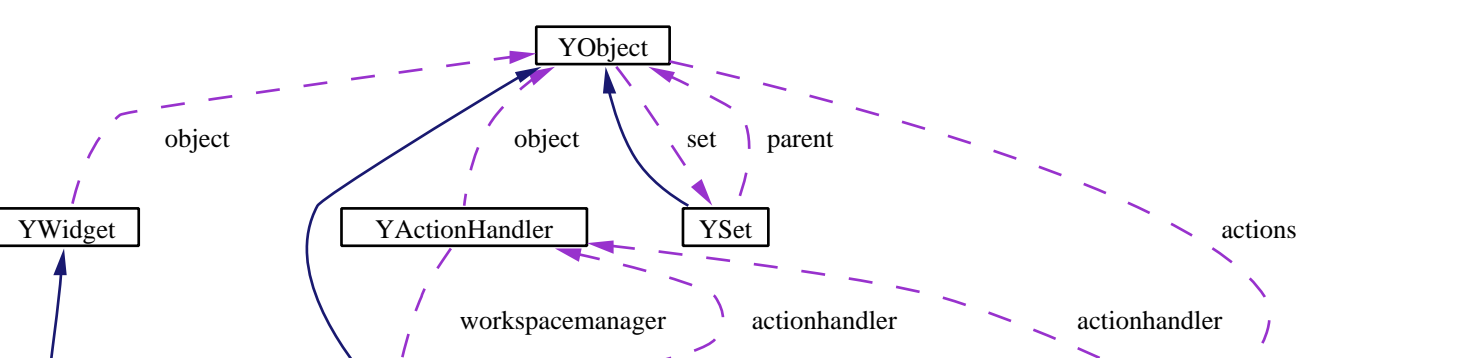 YObject
object
object
set
parent
YWidget
YActionHandler
YSet
actions
workspacemanager
actionhandler
actionhandler